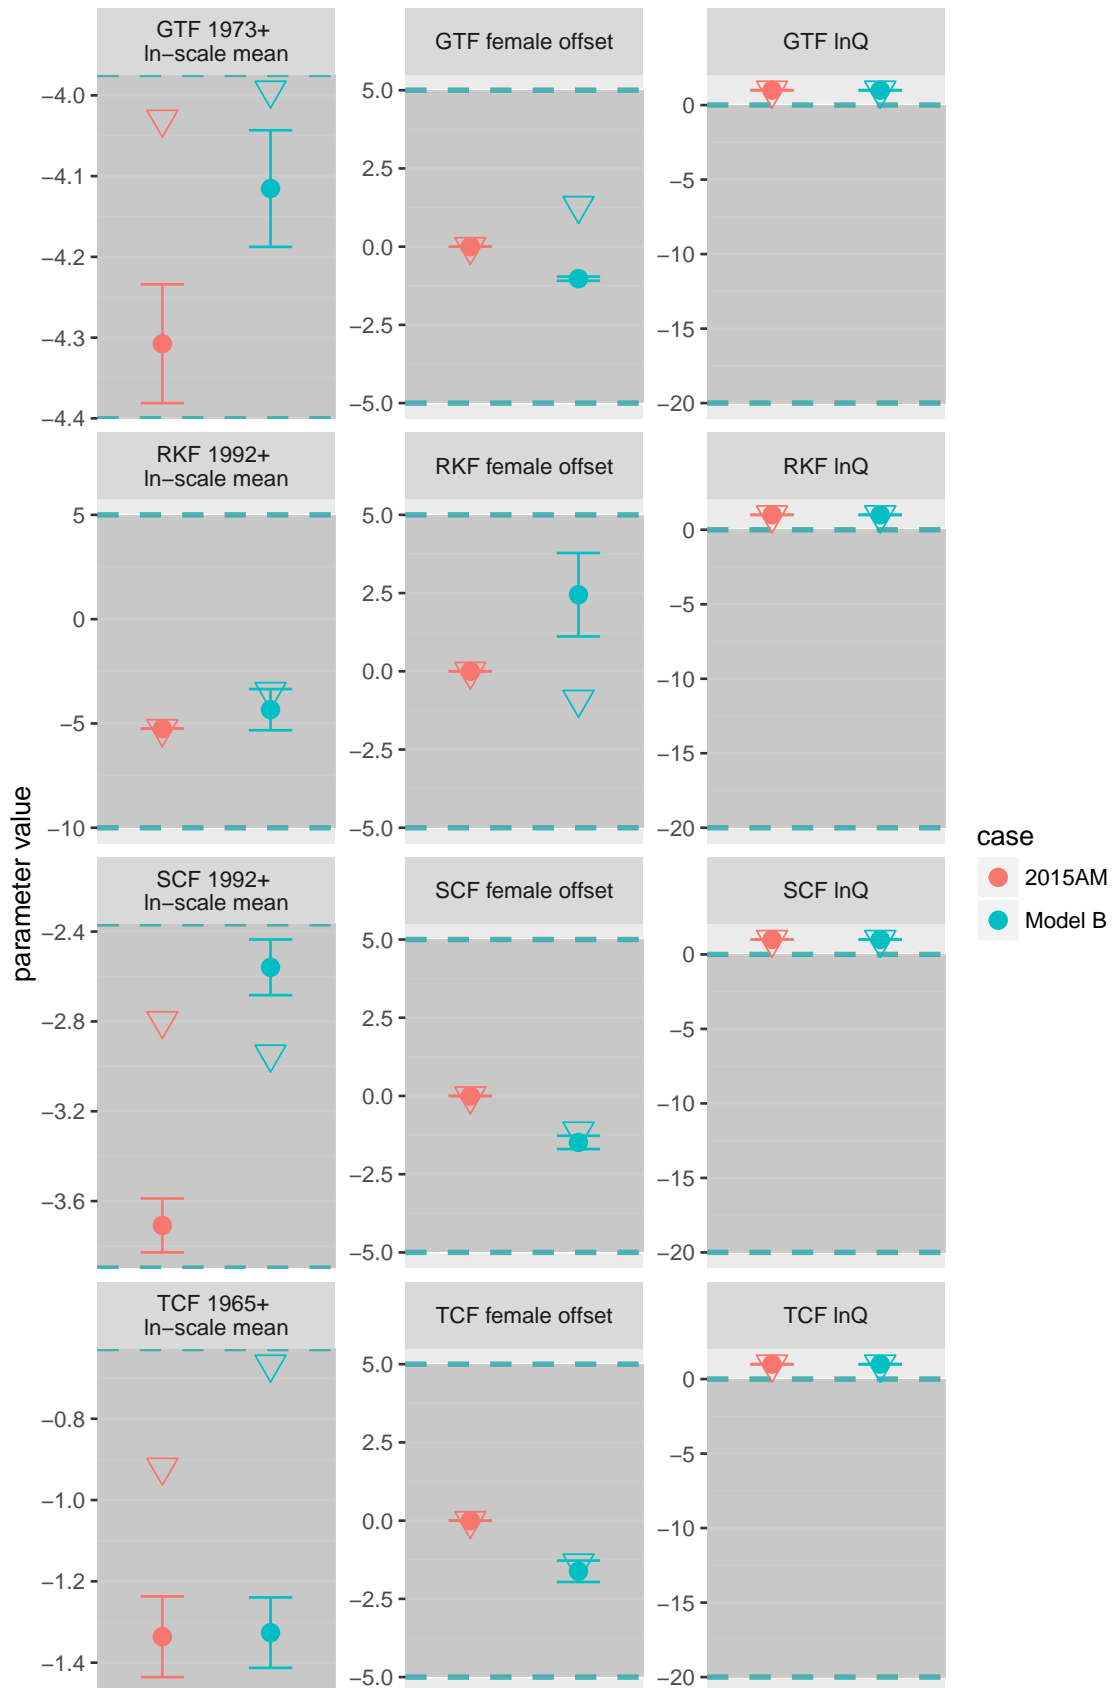 GTF 1973+
ln−scale mean
GTF female offset
GTF lnQ
−4.0
−4.1
−4.2
−4.3
−4.4
5.0
2.5
0.0
−2.5
−5.0
0
−5
−10
−15
−20
RKF 1992+
ln−scale mean
RKF female offset
RKF lnQ
5
0
−5
−10
5.0
2.5
0.0
−2.5
−5.0
0
−5
−10
−15
−20
SCF 1992+
ln−scale mean
SCF female offset
SCF lnQ
−2.4
−2.8
−3.2
−3.6
5.0
2.5
0.0
−2.5
−5.0
0
−5
−10
−15
−20
TCF 1965+
ln−scale mean
TCF female offset
TCF lnQ
−0.8
−1.0
−1.2
−1.4
5.0
2.5
0.0
−2.5
−5.0
0
−5
−10
−15
−20
parameter value
case
2015AM
Model B